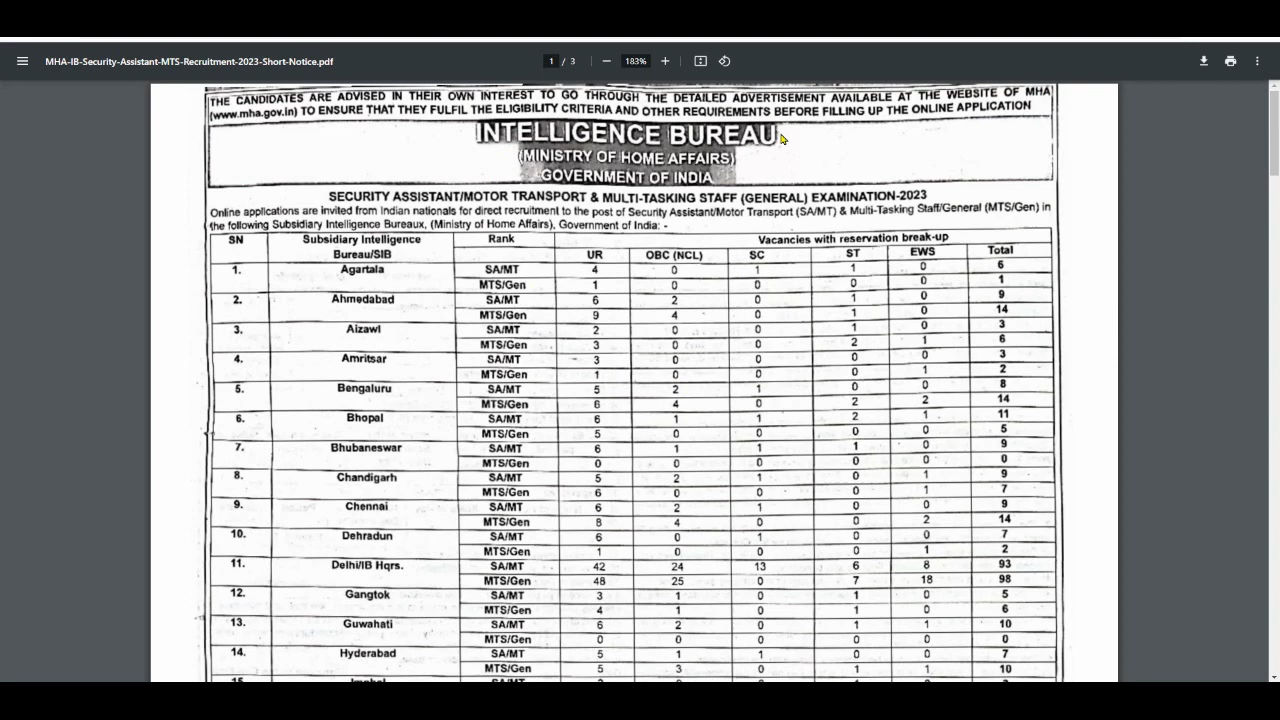 MHA-IB-Security-Assistant-MTS-Recruitment-2023-Short-Notice.pdf 1 / 3 183%
THE CANDIDATES ARE ADVISED IN THEIR OWN INTEREST TO GO THROUGH THE DETAILED ADVERTISEMENT AVAILABLE AT THE WEBSITE OF MHA
(www.mha.gov.in) TO ENSURE THAT THEY FULFIL THE ELIGIBILITY CRITERIA AND OTHER REQUIREMENTS BEFORE FILLING UP THE ONLINE APPLICATION
INTELLIGENCE BUREAU
(MINISTRY OF HOME AFFAIRS)
GOVERNMENT OF INDIA
SECURITY ASSISTANT/MOTOR TRANSPORT & MULTI-TASKING STAFF (GENERAL) EXAMINATION-2023
Online applications are invited from Indian nationals for direct recruitment to the post of Security Assistant/Motor Transport (SA/MT) & Multi-Tasking Staff/General (MTS/Gen) in
the following Subsidiary Intelligence Bureaux, (Ministry of Home Affairs), Government of India: -
SN Subsidiary Intelligence Rank Vacancies with reservation break-up
Bureau/SIB UR OBC (NCL) SC ST EWS Total
1. Agartala SA/MT 4 0 1 1 0 6
MTS/Gen 1 0 0 0 0 1
2. Ahmedabad SA/MT 6 2 0 1 0 9
MTS/Gen 9 4 0 1 0 14
3. Aizawl SA/MT 2 0 0 1 0 3
MTS/Gen 3 0 0 2 1 6
4. Amritsar SA/MT 3 0 0 0 0 3
MTS/Gen 1 0 0 0 1 2
5. Bengaluru SA/MT 5 2 1 0 0 8
MTS/Gen 6 4 0 2 2 14
6. Bhopal SA/MT 6 1 1 2 1 11
MTS/Gen 5 0 0 0 0 5
7. Bhubaneswar SA/MT 6 1 1 1 0 9
MTS/Gen 0 0 0 0 0 0
8. Chandigarh SA/MT 5 2 1 0 1 9
MTS/Gen 6 0 0 0 1 7
9. Chennai SA/MT 6 2 1 0 0 9
MTS/Gen 8 4 0 0 2 14
10. Dehradun SA/MT 6 0 1 0 0 7
MTS/Gen 1 0 0 0 1 2
11. Delhi/IB Hqrs. SA/MT 42 24 13 6 8 93
MTS/Gen 48 25 0 7 18 98
12. Gangtok SA/MT 3 1 0 1 0 5
MTS/Gen 4 1 0 1 0 6
13. Guwahati SA/MT 6 2 0 1 1 10
MTS/Gen 0 0 0 0 0 0
14. Hyderabad SA/MT 5 1 1 0 0 7
MTS/Gen 5 3 0 1 1 10